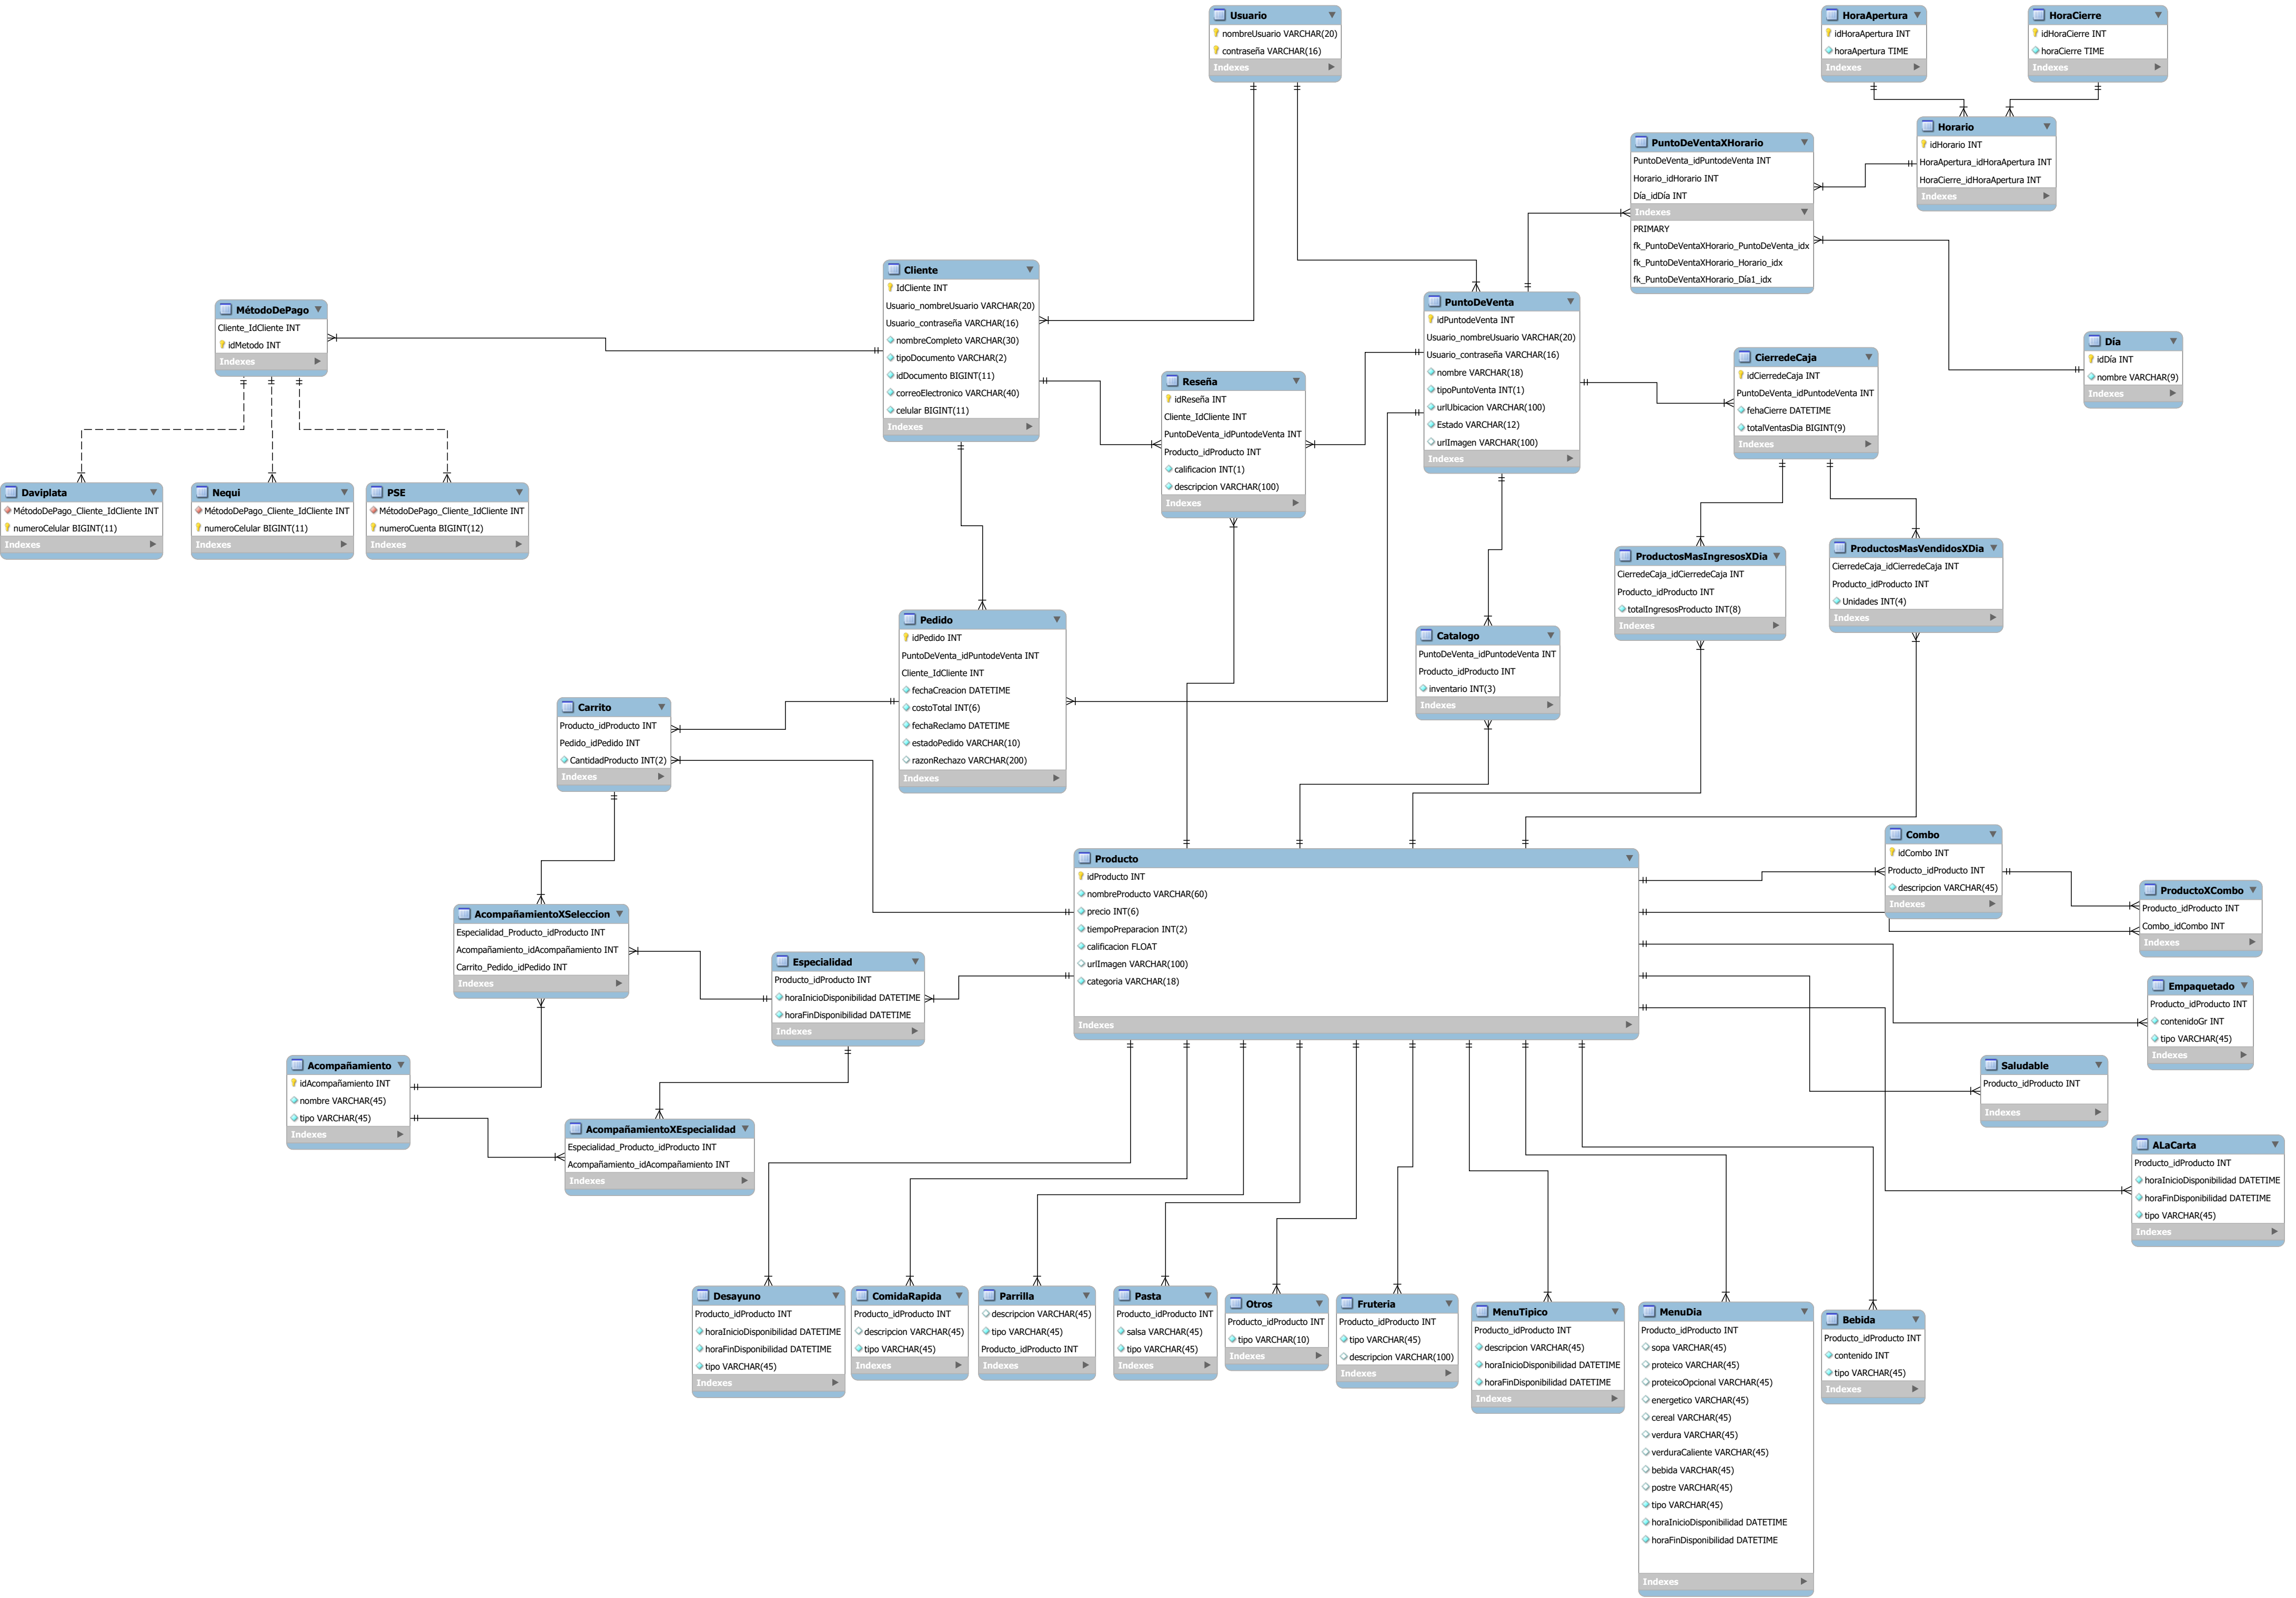 Usuario
nombreUsuario VARCHAR(20)
contraseña VARCHAR(16)
Indexes
HoraApertura
idHoraApertura INT
horaApertura TIME
Indexes
HoraCierre
idHoraCierre INT
horaCierre TIME
Indexes
Horario
idHorario INT
HoraApertura_idHoraApertura INT
HoraCierre_idHoraApertura INT
Indexes
PuntoDeVentaXHorario
PuntoDeVenta_idPuntodeVenta INT
Horario_idHorario INT
Día_idDía INT
Indexes
PRIMARY
fk_PuntoDeVentaXHorario_PuntoDeVenta_idx
fk_PuntoDeVentaXHorario_Horario_idx
fk_PuntoDeVentaXHorario_Día1_idx
Cliente
IdCliente INT
Usuario_nombreUsuario VARCHAR(20)
Usuario_contraseña VARCHAR(16)
nombreCompleto VARCHAR(30)
tipoDocumento VARCHAR(2)
idDocumento BIGINT(11)
correoElectronico VARCHAR(40)
celular BIGINT(11)
Indexes
PuntoDeVenta
idPuntodeVenta INT
Usuario_nombreUsuario VARCHAR(20)
Usuario_contraseña VARCHAR(16)
nombre VARCHAR(18)
tipoPuntoVenta INT(1)
urlUbicacion VARCHAR(100)
Estado VARCHAR(12)
urlImagen VARCHAR(100)
Indexes
MétodoDePago
Cliente_IdCliente INT
idMetodo INT
Indexes
Día
idDía INT
nombre VARCHAR(9)
Indexes
CierredeCaja
idCierredeCaja INT
PuntoDeVenta_idPuntodeVenta INT
fehaCierre DATETIME
totalVentasDia BIGINT(9)
Indexes
Reseña
idReseña INT
Cliente_IdCliente INT
PuntoDeVenta_idPuntodeVenta INT
Producto_idProducto INT
calificacion INT(1)
descripcion VARCHAR(100)
Indexes
Daviplata
MétodoDePago_Cliente_IdCliente INT
numeroCelular BIGINT(11)
Indexes
Nequi
MétodoDePago_Cliente_IdCliente INT
numeroCelular BIGINT(11)
Indexes
PSE
MétodoDePago_Cliente_IdCliente INT
numeroCuenta BIGINT(12)
Indexes
ProductosMasIngresosXDia
CierredeCaja_idCierredeCaja INT
Producto_idProducto INT
totalIngresosProducto INT(8)
Indexes
ProductosMasVendidosXDia
CierredeCaja_idCierredeCaja INT
Producto_idProducto INT
Unidades INT(4)
Indexes
Pedido
idPedido INT
PuntoDeVenta_idPuntodeVenta INT
Cliente_IdCliente INT
fechaCreacion DATETIME
costoTotal INT(6)
fechaReclamo DATETIME
estadoPedido VARCHAR(10)
razonRechazo VARCHAR(200)
Indexes
Catalogo
PuntoDeVenta_idPuntodeVenta INT
Producto_idProducto INT
inventario INT(3)
Indexes
Carrito
Producto_idProducto INT
Pedido_idPedido INT
CantidadProducto INT(2)
Indexes
Producto
idProducto INT
nombreProducto VARCHAR(60)
precio INT(6)
tiempoPreparacion INT(2)
calificacion FLOAT
urlImagen VARCHAR(100)
categoria VARCHAR(18)
Indexes
Combo
idCombo INT
Producto_idProducto INT
descripcion VARCHAR(45)
Indexes
ProductoXCombo
Producto_idProducto INT
Combo_idCombo INT
Indexes
AcompañamientoXSeleccion
Especialidad_Producto_idProducto INT
Acompañamiento_idAcompañamiento INT
Carrito_Pedido_idPedido INT
Indexes
Especialidad
Producto_idProducto INT
horaInicioDisponibilidad DATETIME
horaFinDisponibilidad DATETIME
Indexes
Empaquetado
Producto_idProducto INT
contenidoGr INT
tipo VARCHAR(45)
Indexes
Acompañamiento
idAcompañamiento INT
nombre VARCHAR(45)
tipo VARCHAR(45)
Indexes
Saludable
Producto_idProducto INT
Indexes
AcompañamientoXEspecialidad
Especialidad_Producto_idProducto INT
Acompañamiento_idAcompañamiento INT
Indexes
ALaCarta
Producto_idProducto INT
horaInicioDisponibilidad DATETIME
horaFinDisponibilidad DATETIME
tipo VARCHAR(45)
Indexes
Desayuno
Producto_idProducto INT
horaInicioDisponibilidad DATETIME
horaFinDisponibilidad DATETIME
tipo VARCHAR(45)
Indexes
ComidaRapida
Producto_idProducto INT
descripcion VARCHAR(45)
tipo VARCHAR(45)
Indexes
Parrilla
descripcion VARCHAR(45)
tipo VARCHAR(45)
Producto_idProducto INT
Indexes
Pasta
Producto_idProducto INT
salsa VARCHAR(45)
tipo VARCHAR(45)
Indexes
Otros
Producto_idProducto INT
tipo VARCHAR(10)
Indexes
Fruteria
Producto_idProducto INT
tipo VARCHAR(45)
descripcion VARCHAR(100)
Indexes
MenuTipico
Producto_idProducto INT
descripcion VARCHAR(45)
horaInicioDisponibilidad DATETIME
horaFinDisponibilidad DATETIME
Indexes
MenuDia
Producto_idProducto INT
sopa VARCHAR(45)
proteico VARCHAR(45)
proteicoOpcional VARCHAR(45)
energetico VARCHAR(45)
cereal VARCHAR(45)
verdura VARCHAR(45)
verduraCaliente VARCHAR(45)
bebida VARCHAR(45)
postre VARCHAR(45)
tipo VARCHAR(45)
horaInicioDisponibilidad DATETIME
horaFinDisponibilidad DATETIME
Indexes
Bebida
Producto_idProducto INT
contenido INT
tipo VARCHAR(45)
Indexes